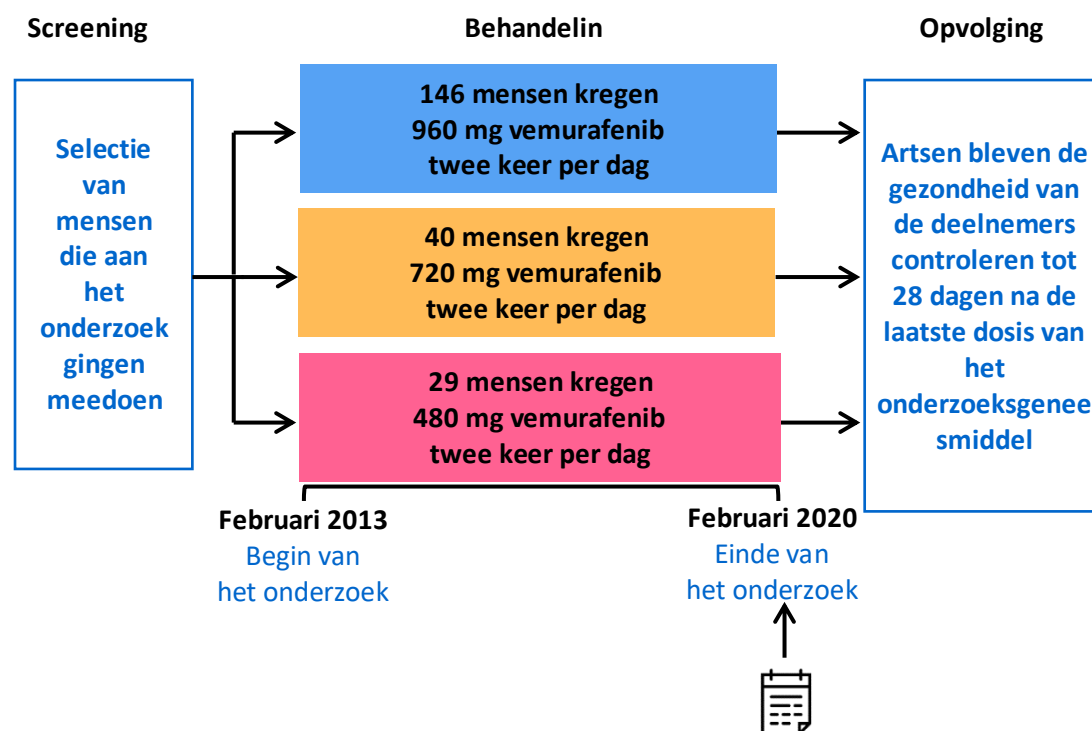 Screening
Behandelin
Opvolging
Selectie
van
mensen
die aan
het
onderzoek
gingen
meedoen
146 mensen kregen
960 mg vemurafenib
twee keer per dag
40 mensen kregen
720 mg vemurafenib
twee keer per dag
29 mensen kregen
480 mg vemurafenib
twee keer per dag
Artsen bleven de
gezondheid van
de deelnemers
controleren tot
28 dagen na de
laatste dosis van
het
onderzoeksgenee
smiddel
Februari 2013
Begin van
het onderzoek
Februari 2020
Einde van
het onderzoek